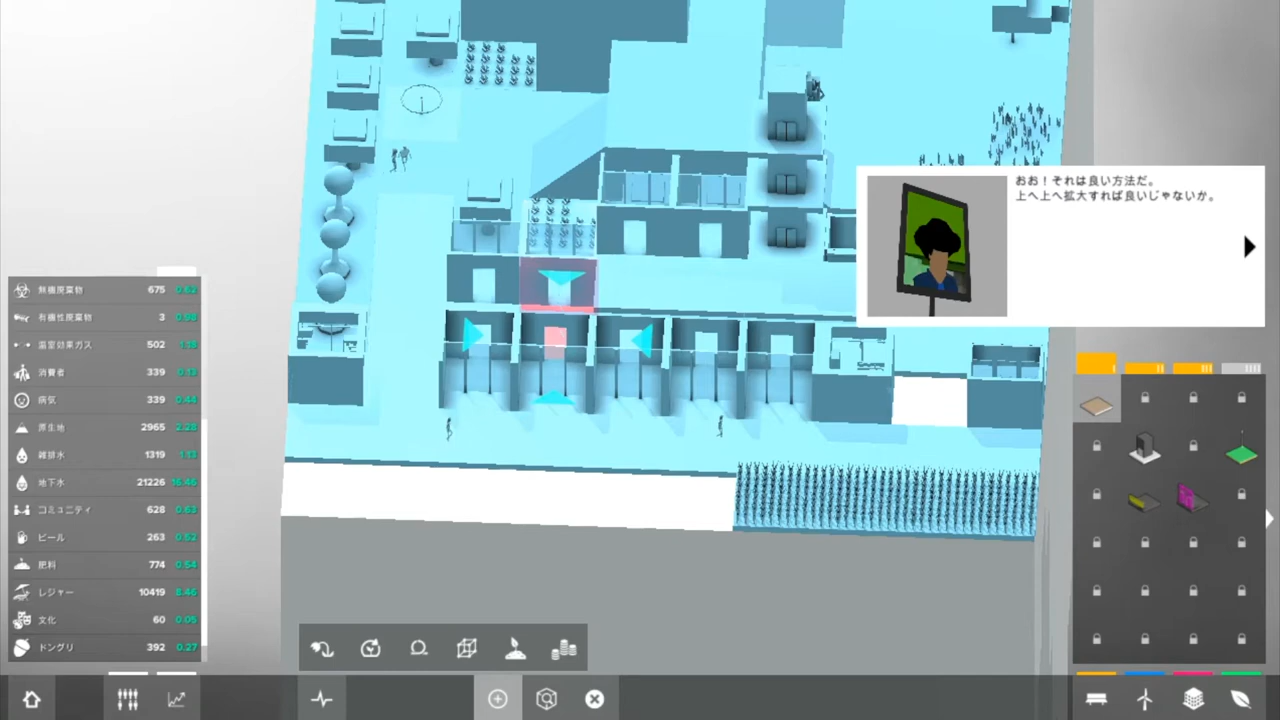 おお！それは良い方法だ。
上へ上へ拡大すれば良いじゃないか。
無機廃棄物 675 0.62
有機性廃棄物 3 0.98
温室効果ガス 502 1.18
消費者 339 0.13
病気 339 0.44
原生地 2965 2.28
雑排水 1319 1.13
地下水 21226 16.46
コミュニティ 628 0.63
ビール 263 0.52
肥料 774 0.54
レジャー 10419 8.46
文化 60 0.05
ドングリ 392 0.27